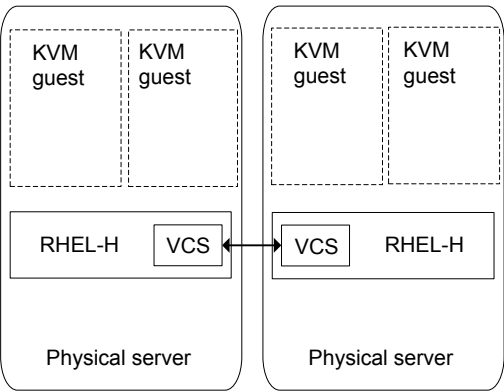 KVM
guest
KVM
guest
KVM
guest
KVM
guest
RHEL-H
VCS
VCS
RHEL-H
Physical server
Physical server